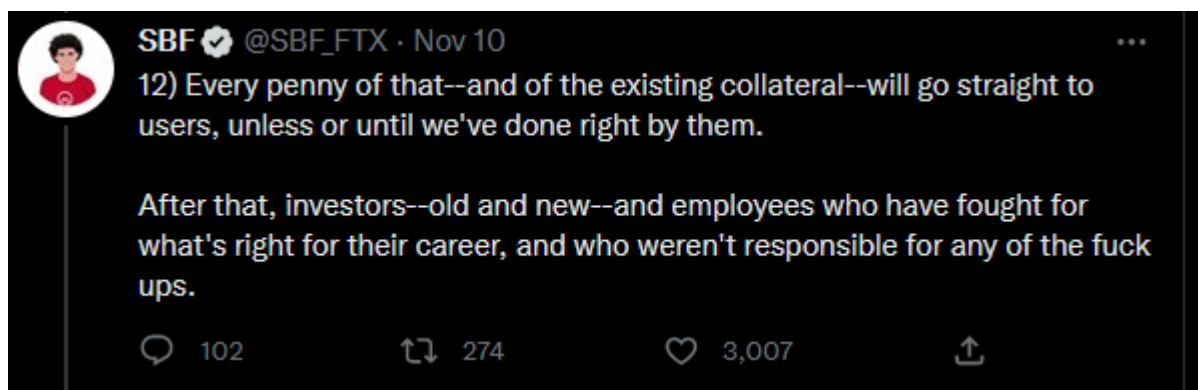 SBF @SBF_FTX · Nov 10
12) Every penny of that--and of the existing collateral--will go straight to
users, unless or until we've done right by them.
After that, investors--old and new--and employees who have fought for
what's right for their career, and who weren't responsible for any of the fuck
ups.
102 274 3,007